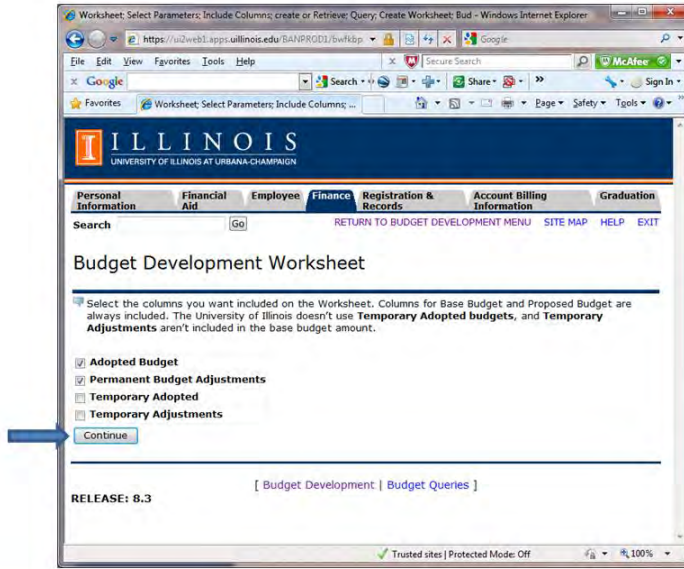 Worksheet; Select Parameters; Include Columns; create or Retrieve; Query; Create Worksheet; Bud - Windows Internet Explorer
https://ui2web1.apps.uillinois.edu/BANPROD1/bwfkbp
Google
File Edit View Favorites Tools Help
x
Secure Search
McAfee
x Google
Search
Share
»
Sign In
Favorites
Worksheet; Select Parameters; Include Columns; ...
Page
Safety
Tools
»
I
ILLINOIS
UNIVERSITY OF ILLINOIS AT URBANA-CHAMPAIGN
Personal Information
Financial Aid
Employee
Finance
Registration & Records
Account Billing Information
Graduation
Search
Go
RETURN TO BUDGET DEVELOPMENT MENU SITE MAP HELP EXIT
Budget Development Worksheet
Select the columns you want included on the Worksheet. Columns for Base Budget and Proposed Budget are
always included. The University of Illinois doesn't use Temporary Adopted budgets, and Temporary
Adjustments aren't included in the base budget amount.
Adopted Budget
Permanent Budget Adjustments
Temporary Adopted
Temporary Adjustments
Continue
[ Budget Development | Budget Queries ]
RELEASE: 8.3
Trusted sites | Protected Mode: Off
100%